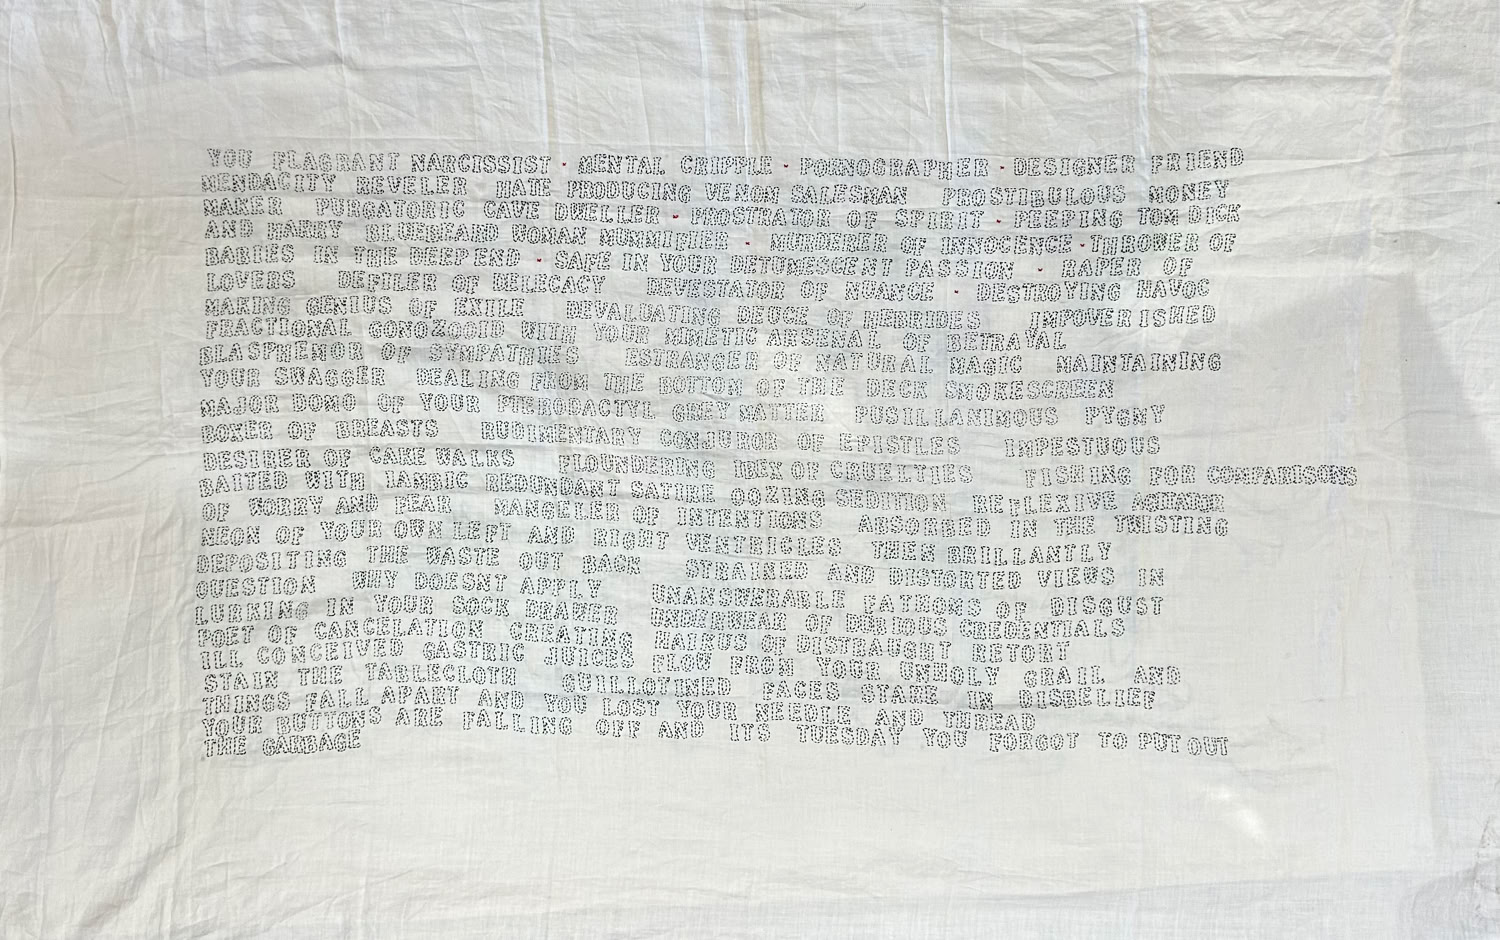 YOU FLAGRANT NARCISSIST · MENTAL CRIPPLE · PORNOGRAPHER · DESIGNER FRIEND
MENDACITY REVELER HATE PRODUCING VENOM SALESMAN PROSTIBULOUS MONEY
MAKER PURGATORIC CAVE DWELLER · PROSTRATOR OF SPIRIT · PEEPING TOM DICK
AND HARRY BLUEBEARD WOMAN MUMMIFIER · MURDERER OF INNOCENCE · THROWER OF
BABIES IN THE DEEP END · SAFE IN YOUR DETUMESCENT PASSION · RAPER OF
LOVERS DEFILER OF DELECACY DEVESTATOR OF NUANCE · DESTROYING HAVOC
MAKING GENIUS OF EXILE DEVALUATING DEUCE OF HEBRIDES IMPOVERISHED
FRACTIONAL GONOZOOID WITH YOUR MIMETIC ARSENAL OF BETRAYAL
BLASPHEMOR OF SYMPATHIES ESTRANGER OF NATURAL MAGIC MAINTAINING
YOUR SWAGGER DEALING FROM THE BOTTOM OF THE DECK SMOKESCREEN
MAJOR DOMO OF YOUR PTERODACTYL GREY MATTER PUSILLANIMOUS PYGMY
BOXER OF BREASTS RUDIMENTARY CONJUROR OF EPISTLES IMPESTUOUS
DESIRER OF CAKE WALKS FLOUNDERING IBEX OF CRUELTIES FISHING FOR COMPARISONS
BAITED WITH IAMBIC REDUNDANT SATIRE OOZING SEDITION REFLEXIVE AGITATOR
OF WORRY AND FEAR MANGELER OF INTENTIONS ABSORBED IN THE TWISTING
NEON OF YOUR OWN LEFT AND RIGHT VENTRICLES THEN BRILLANTLY
DEPOSITING THE WASTE OUT BACK STRAINED AND DISTORTED VIEWS IN
QUESTION WHY DOESNT APPLY UNANSWERABLE PATRONS OF DISGUST
LURKING IN YOUR SOCK DRAWER UNDERWEAR OF DUBIOUS CREDENTIALS
POET OF CANCELATION CREATING HAIKUS OF DISTRAUGHT RETORT
ILL CONCEIVED GASTRIC JUICES FLOW FROM YOUR UNHOLY GRAIL AND
STAIN THE TABLECLOTH GUILLOTINED FACES STARE IN DISBELIEF
THINGS FALL APART AND YOU LOST YOUR NEEDLE AND THREAD
YOUR BUTTONS ARE FALLING OFF AND ITS TUESDAY YOU FORGOT TO PUT OUT
THE GARBAGE